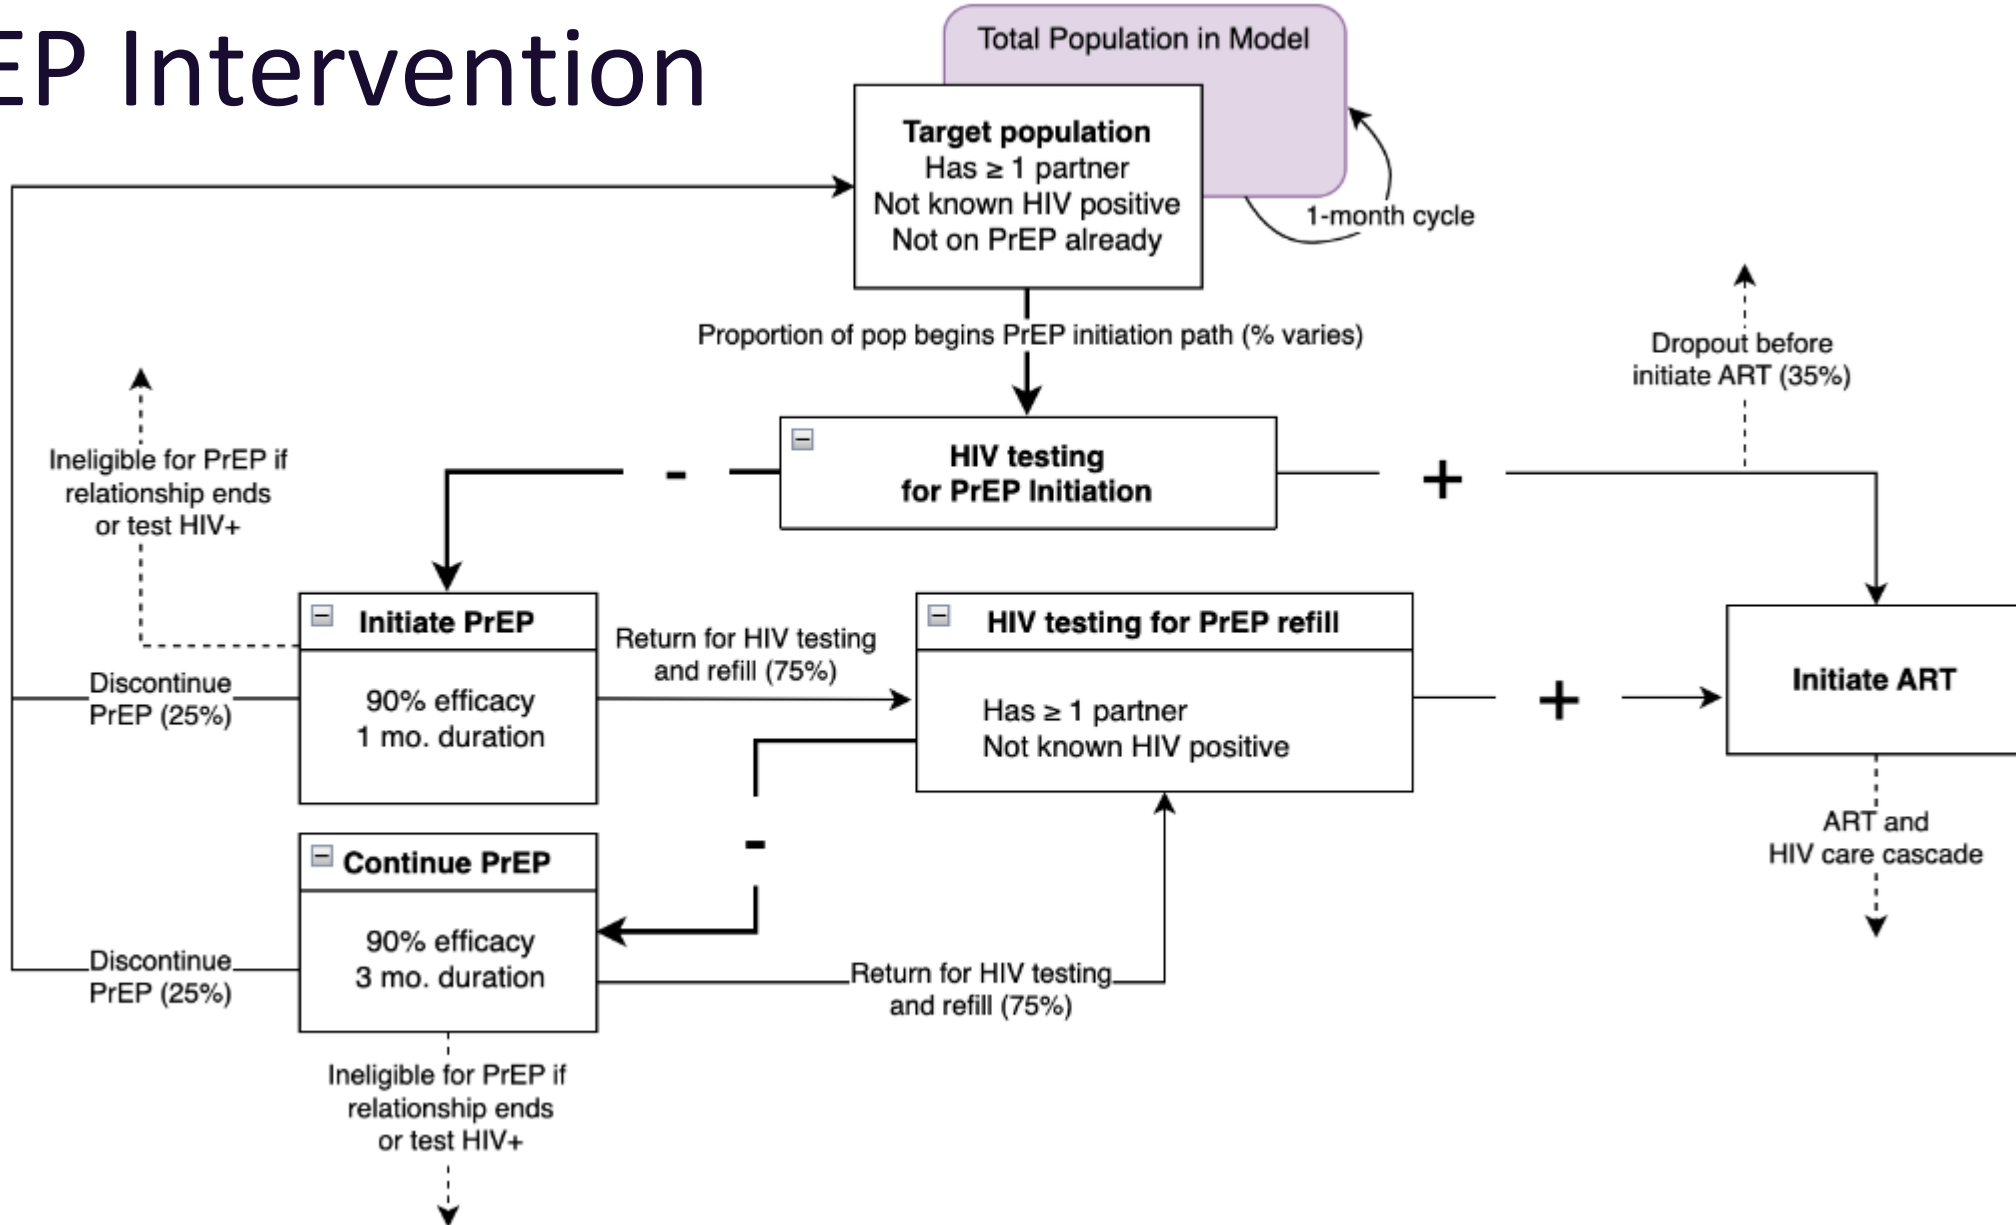 EP Intervention
Total Population in Model
Target population
Has ≥ 1 partner
Not known HIV positive
Not on PrEP already
1-month cycle
Proportion of pop begins PrEP initiation path (% varies)
Dropout before
initiate ART (35%)
Ineligible for PrEP if
relationship ends
or test HIV+
HIV testing
for PrEP Initiation
-
+
Initiate PrEP
90% efficacy
1 mo. duration
Return for HIV testing
and refill (75%)
HIV testing for PrEP refill
Has ≥ 1 partner
Not known HIV positive
+
Initiate ART
Discontinue
PrEP (25%)
-
ART and
HIV care cascade
Continue PrEP
90% efficacy
3 mo. duration
Discontinue
PrEP (25%)
Return for HIV testing
and refill (75%)
Ineligible for PrEP if
relationship ends
or test HIV+